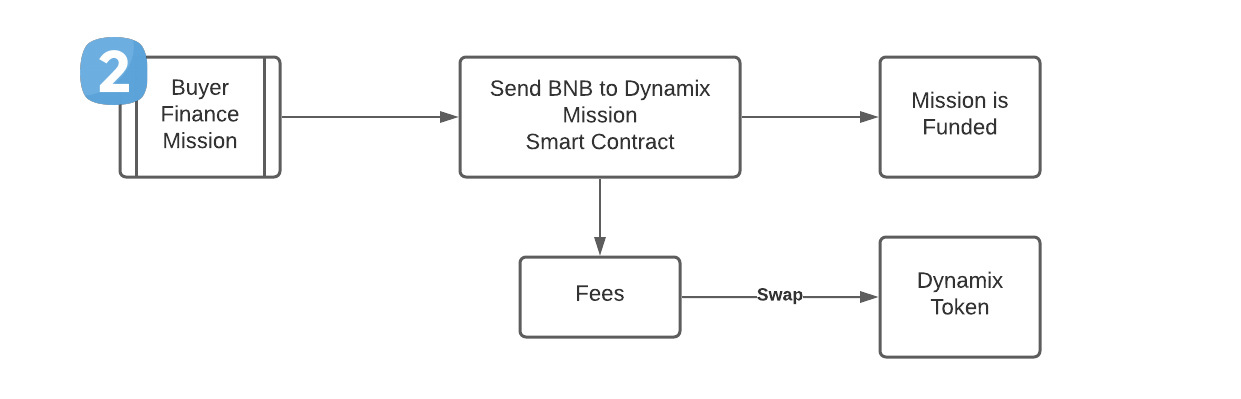 2
Buyer
Finance
Mission
Send BNB to Dynamix
Mission
Smart Contract
Mission is
Funded
Fees
Swap
Dynamix
Token